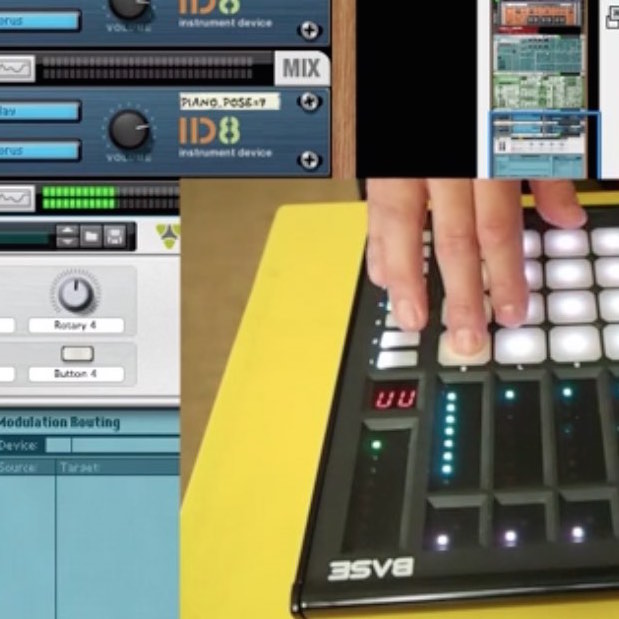 orus
VOLUME
ID8
instrument device
MIX
lay
PIANO_POSE=7
orus
VOLUME
ID8
instrument device
Rotary 4
Button 4
Modulation Routing
Device:
Source:
Target:
UU
BASE